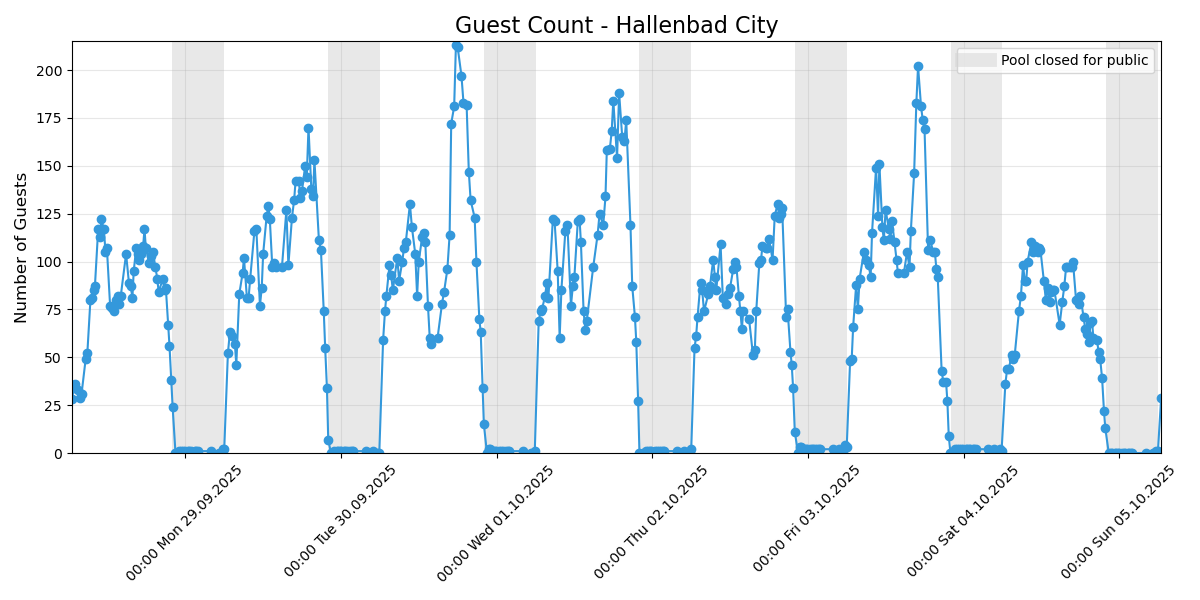 Guest Count - Hallenbad City
Pool closed for public
Number of Guests
200
175
150
125
100
75
50
25
0
00:00 Mon 29.09.2025
00:00 Tue 30.09.2025
00:00 Wed 01.10.2025
00:00 Thu 02.10.2025
00:00 Fri 03.10.2025
00:00 Sat 04.10.2025
00:00 Sun 05.10.2025